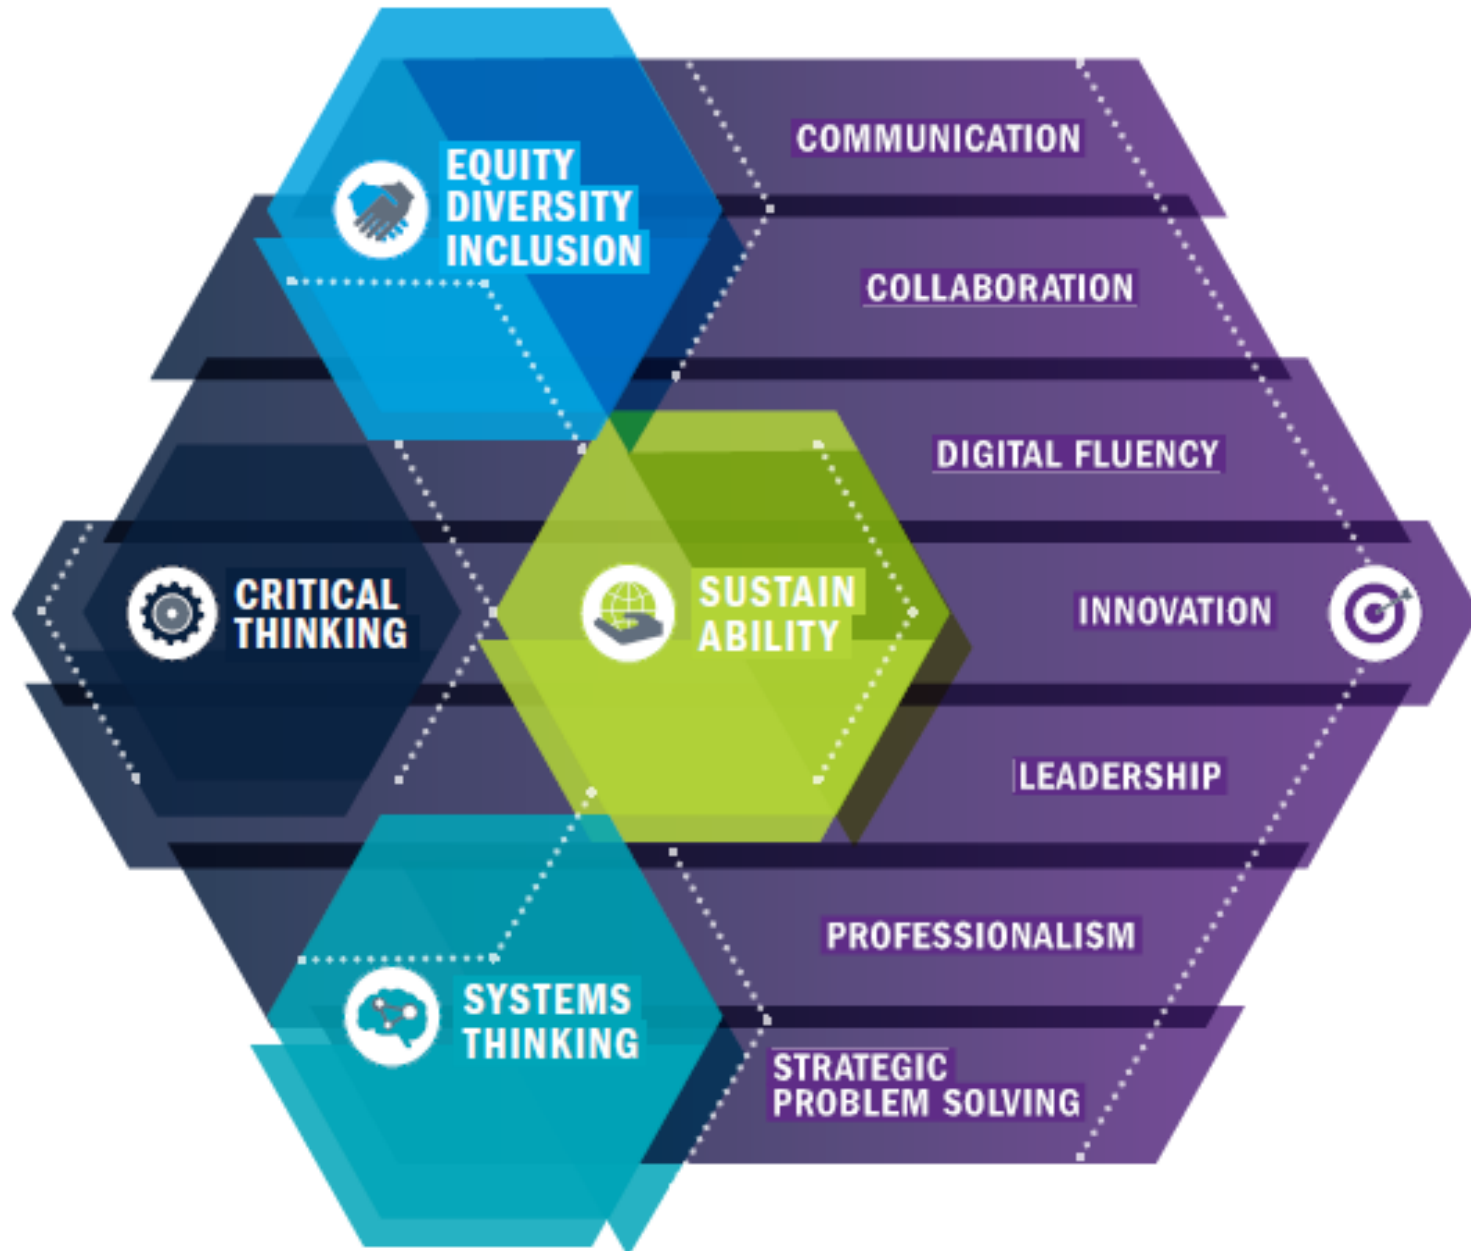 EQUITY
DIVERSITY
INCLUSION
CRITICAL
THINKING
SUSTAIN
ABILITY
SYSTEMS
THINKING
COMMUNICATION
COLLABORATION
DIGITAL FLUENCY
INNOVATION
LEADERSHIP
PROFESSIONALISM
STRATEGIC
PROBLEM SOLVING